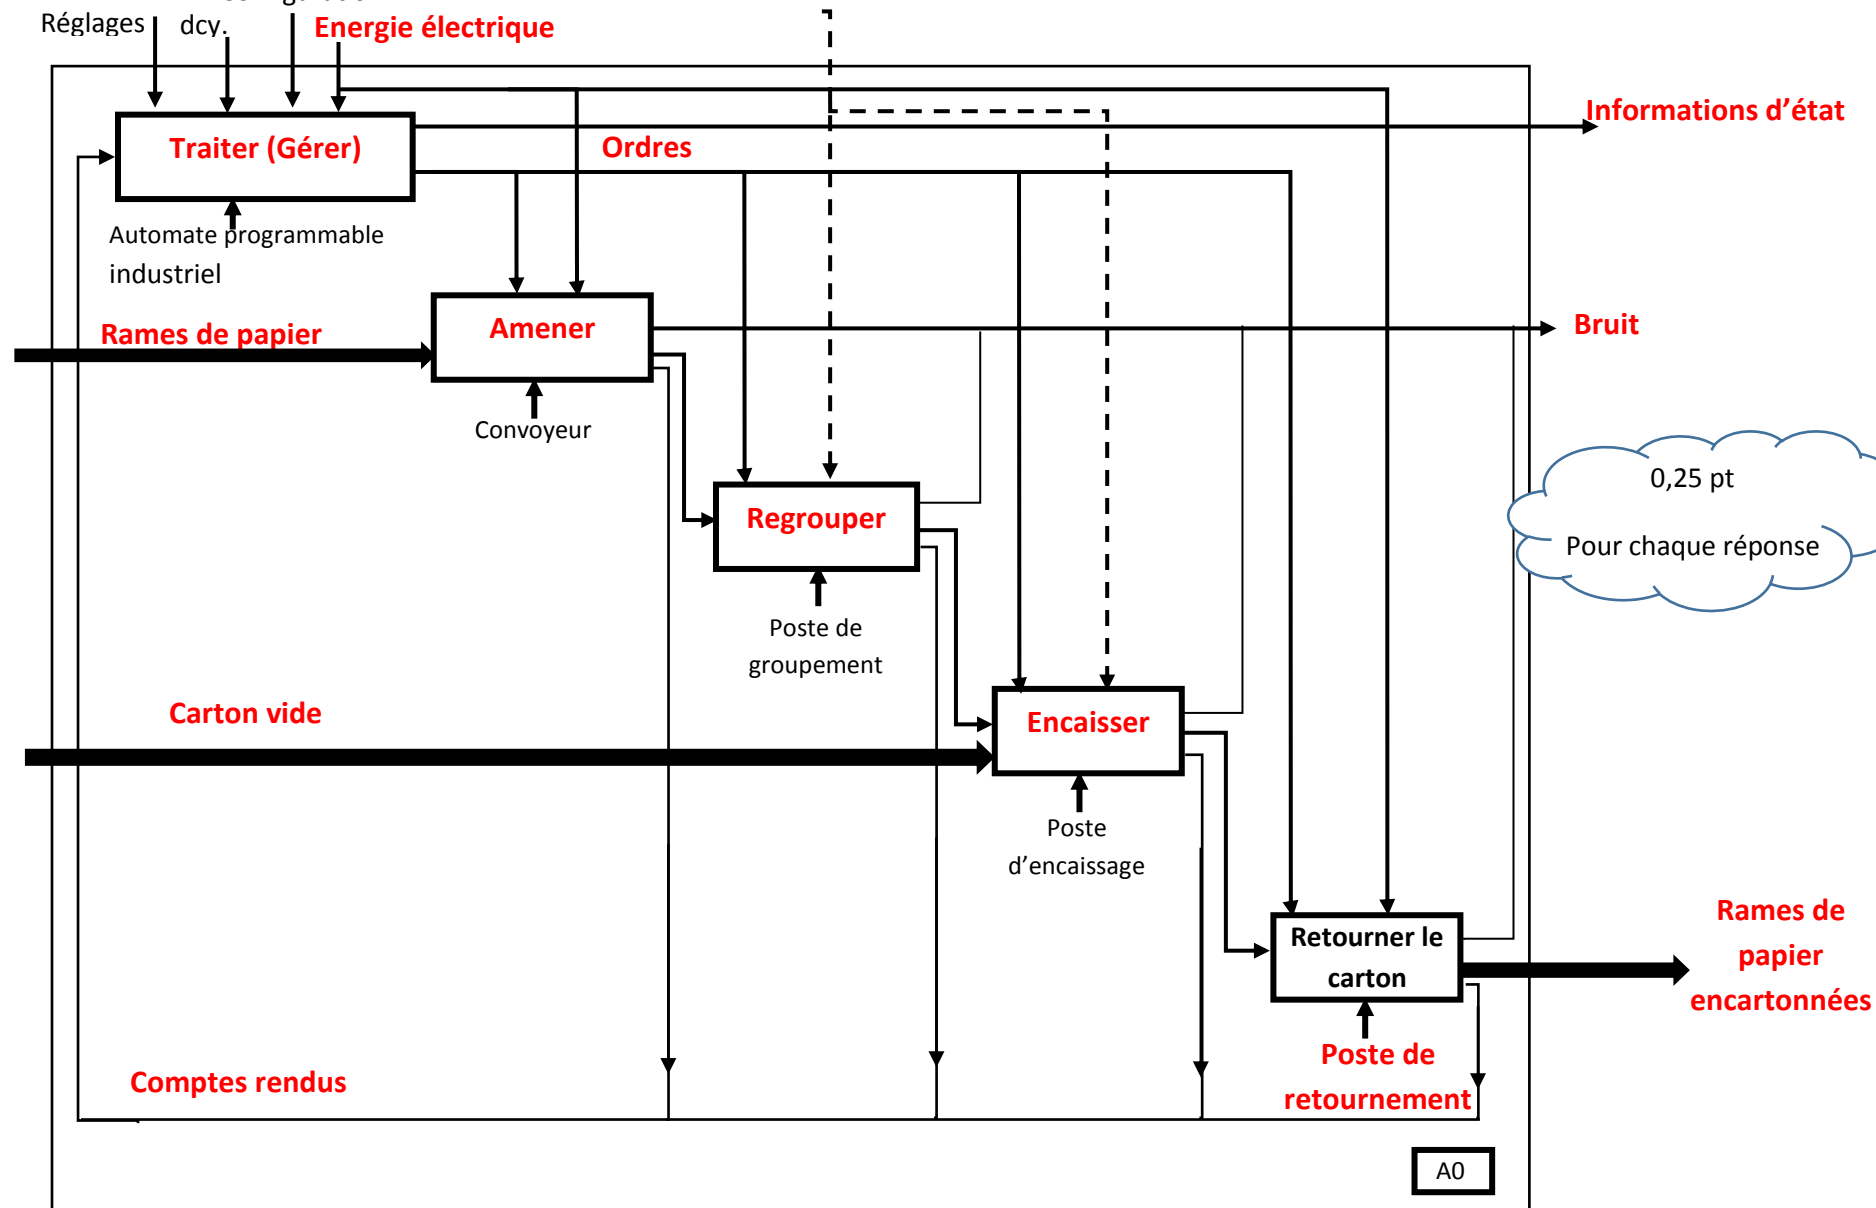 Réglages
dcy.
Energie électrique
Informations d’état
Traiter (Gérer)
Ordres
Automate programmable
industriel
Rames de papier
Amener
Bruit
Convoyeur
0,25 pt
Pour chaque réponse
Regrouper
Poste de
groupement
Carton vide
Encaisser
Poste
d’encaissage
Retourner le
carton
Rames de
papier
encartonnées
Poste de
retournement
Comptes rendus
A0